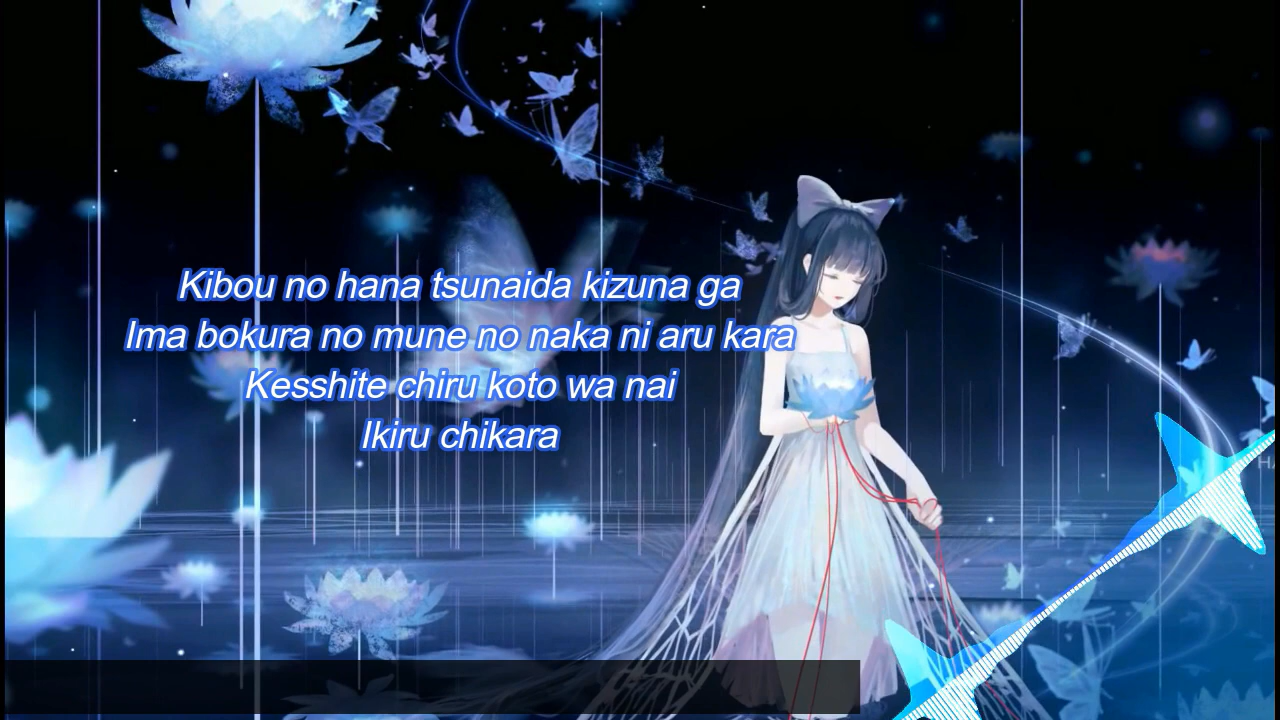 Kibou no hana tsunaida kizuna ga
Ima bokura no mune no naka ni aru kara
Kesshite chiru koto wa nai
Ikiru chikara